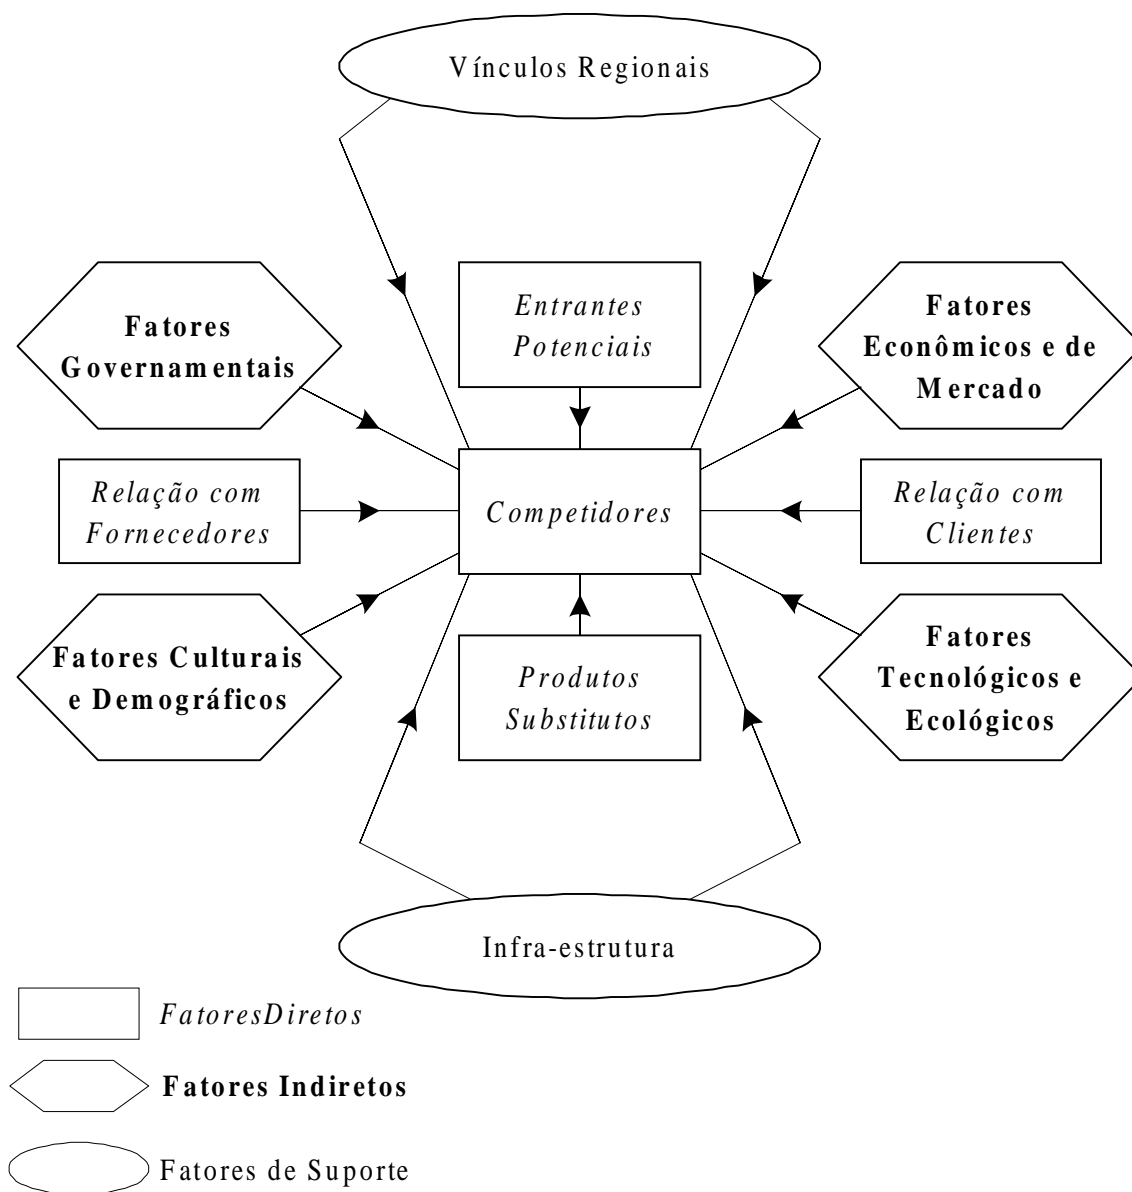 Vínculos Regionais
Fatores
Governamentais
Entrantes
Potenciais
Fatores
Econômicos e de
Mercado
Relação com
Fornecedores
Competidores
Relação com
Clientes
Fatores Culturais
e Demográficos
Produtos
Substitutos
Fatores
Tecnológicos e
Ecológicos
Infra-estrutura
FatoresDiretos
Fatores Indiretos
Fatores de Suporte